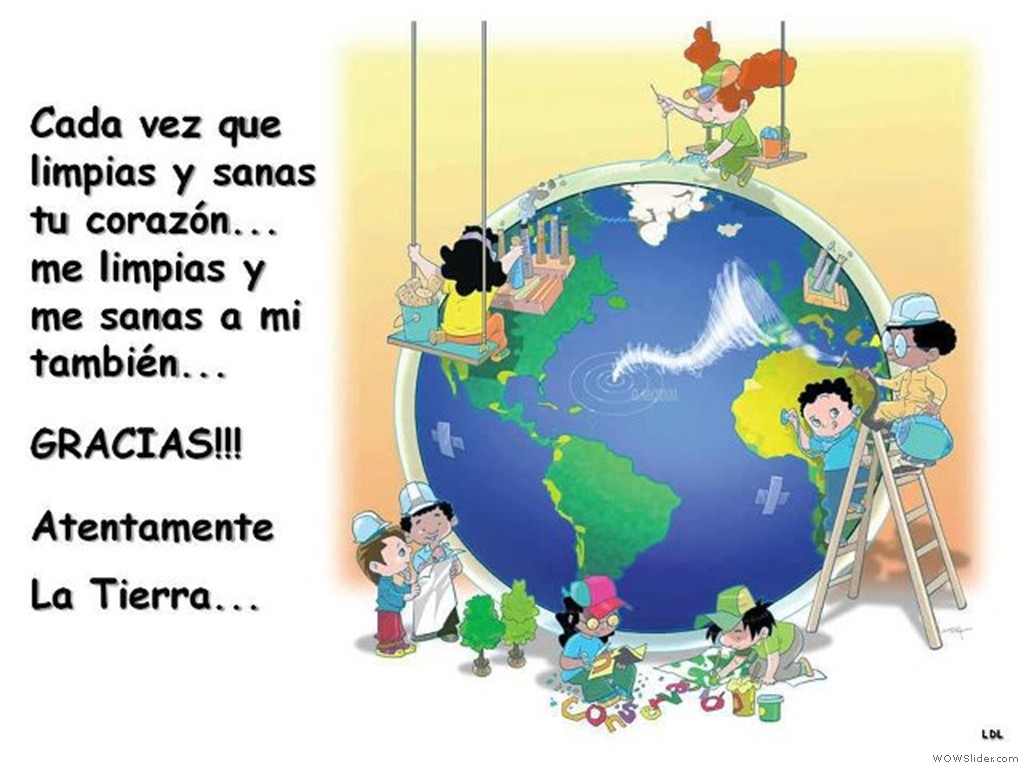 Cada vez que
limpias y sanas
tu corazón...
me limpias y
me sanas a mi
también...
GRACIAS!!!
Atentamente
La Tierra...
LDL
WOWSlider.com